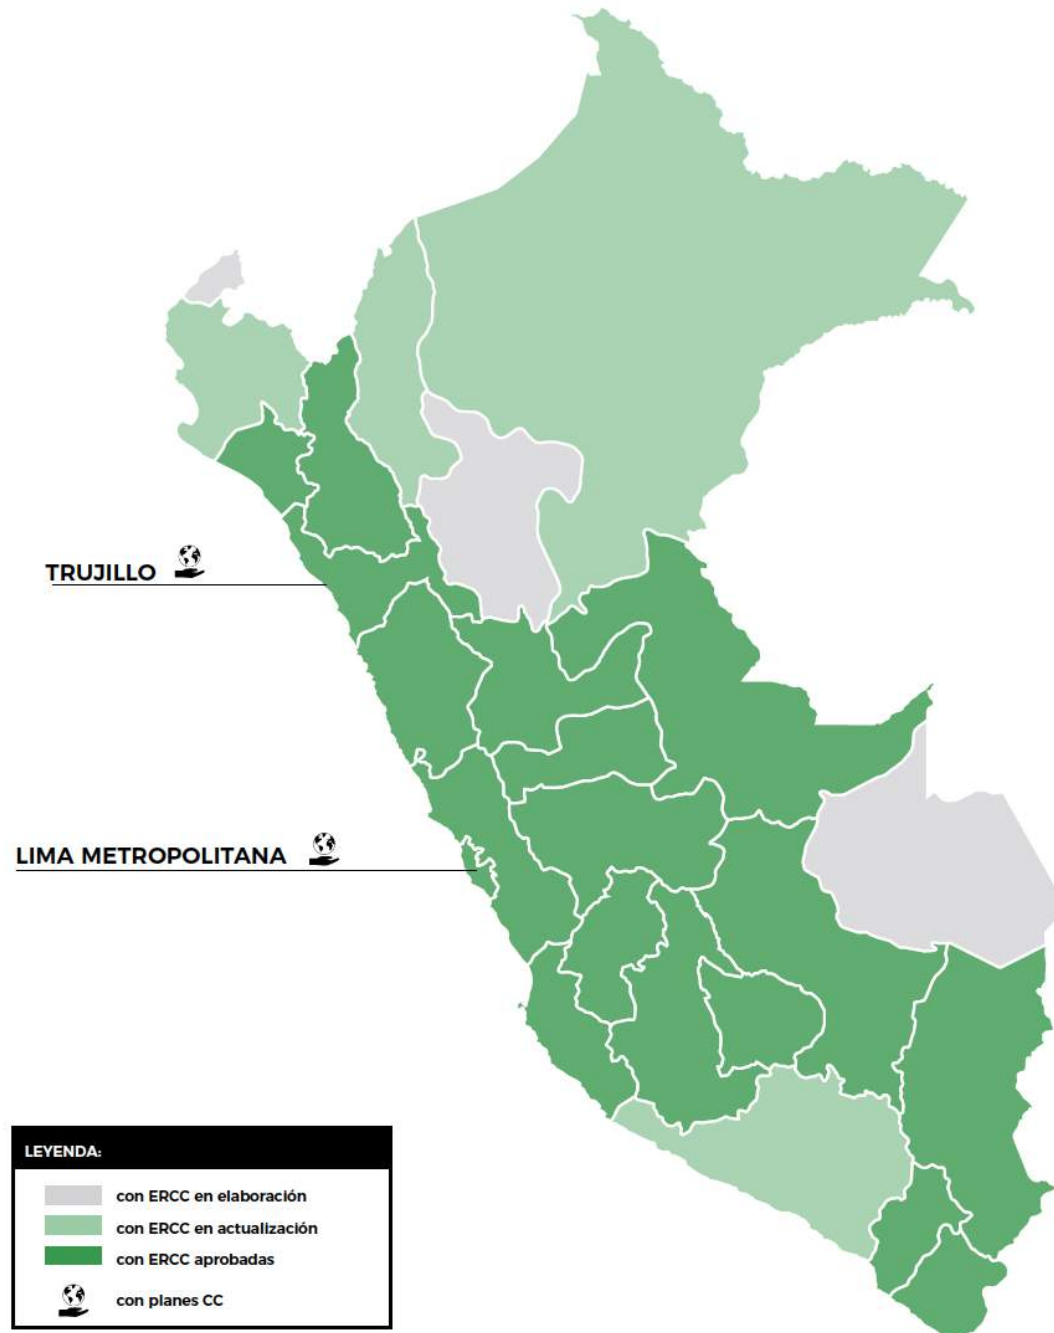 TRUJILLO
LIMA METROPOLITANA
LEYENDA:
con ERCC en elaboración
con ERCC en actualización
con ERCC aprobadas
con planes CC